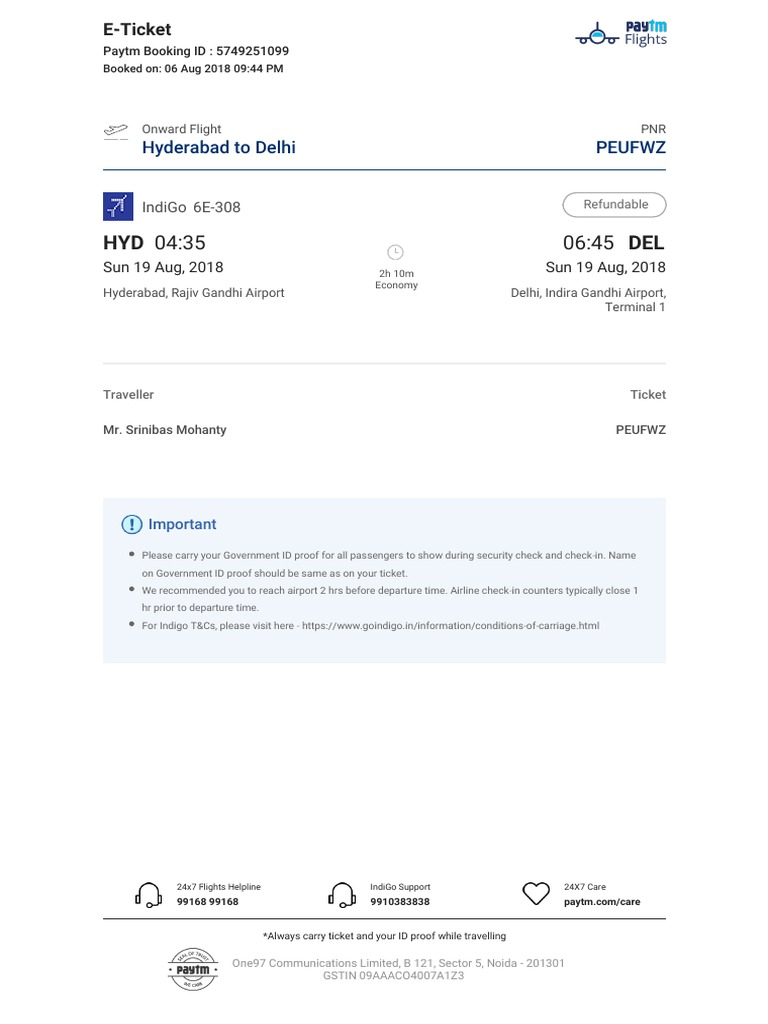 E-Ticket
Paytm Booking ID : 5749251099
Booked on: 06 Aug 2018 09:44 PM
paytm
Flights
Onward Flight
Hyderabad to Delhi
PNR
PEUFWZ
IndiGo 6E-308
Refundable
HYD 04:35
Sun 19 Aug, 2018
Hyderabad, Rajiv Gandhi Airport
2h 10m
Economy
06:45 DEL
Sun 19 Aug, 2018
Delhi, Indira Gandhi Airport,
Terminal 1
Traveller
Ticket
Mr. Srinibas Mohanty
PEUFWZ
Important
• Please carry your Government ID proof for all passengers to show during security check and check-in. Name
on Government ID proof should be same as on your ticket.
• We recommended you to reach airport 2 hrs before departure time. Airline check-in counters typically close 1
hr prior to departure time.
• For Indigo T&Cs, please visit here - https://www.goindigo.in/information/conditions-of-carriage.html
24x7 Flights Helpline
99168 99168
IndiGo Support
9910383838
24X7 Care
paytm.com/care
*Always carry ticket and your ID proof while travelling
SEAL OF TRUST
paytm
WE CARE
One97 Communications Limited, B 121, Sector 5, Noida - 201301
GSTIN 09AAACO4007A1Z3